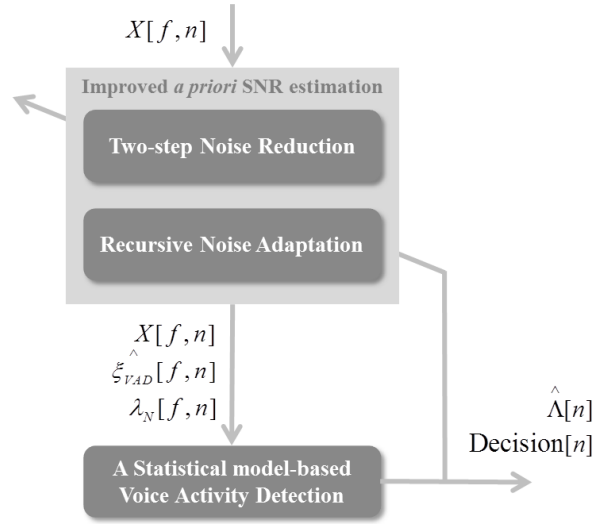 X[f,n]
Improved a priori SNR estimation
Two-step Noise Reduction
Recursive Noise Adaptation
X[f,n]
ξ̂_VAD[f,n]
λ_N[f,n]
Λ̂[n]
Decision[n]
A Statistical model-based
Voice Activity Detection